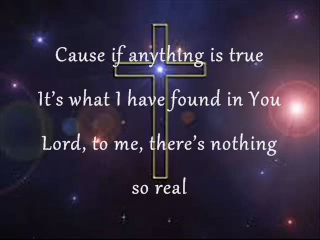 Cause if anything is true
It's what I have found in You
Lord, to me, there's nothing
so real